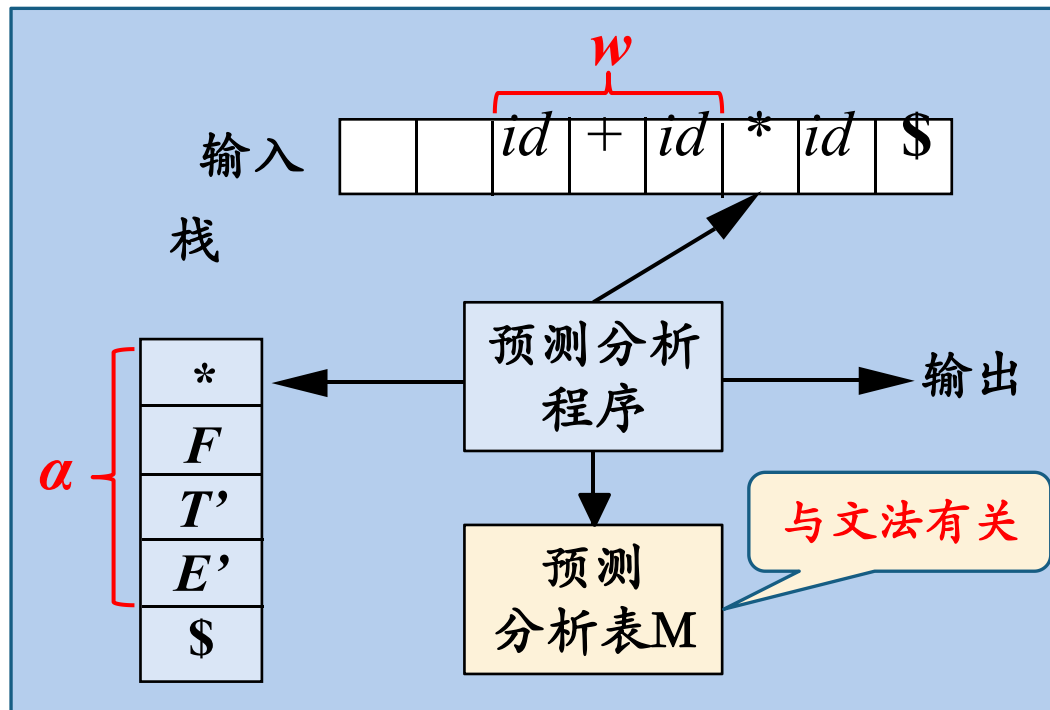 w
输入 id + id * id $
栈
预测分析
程序
输出
*
F
T’
E’
$
α
与文法有关
预测
分析表M